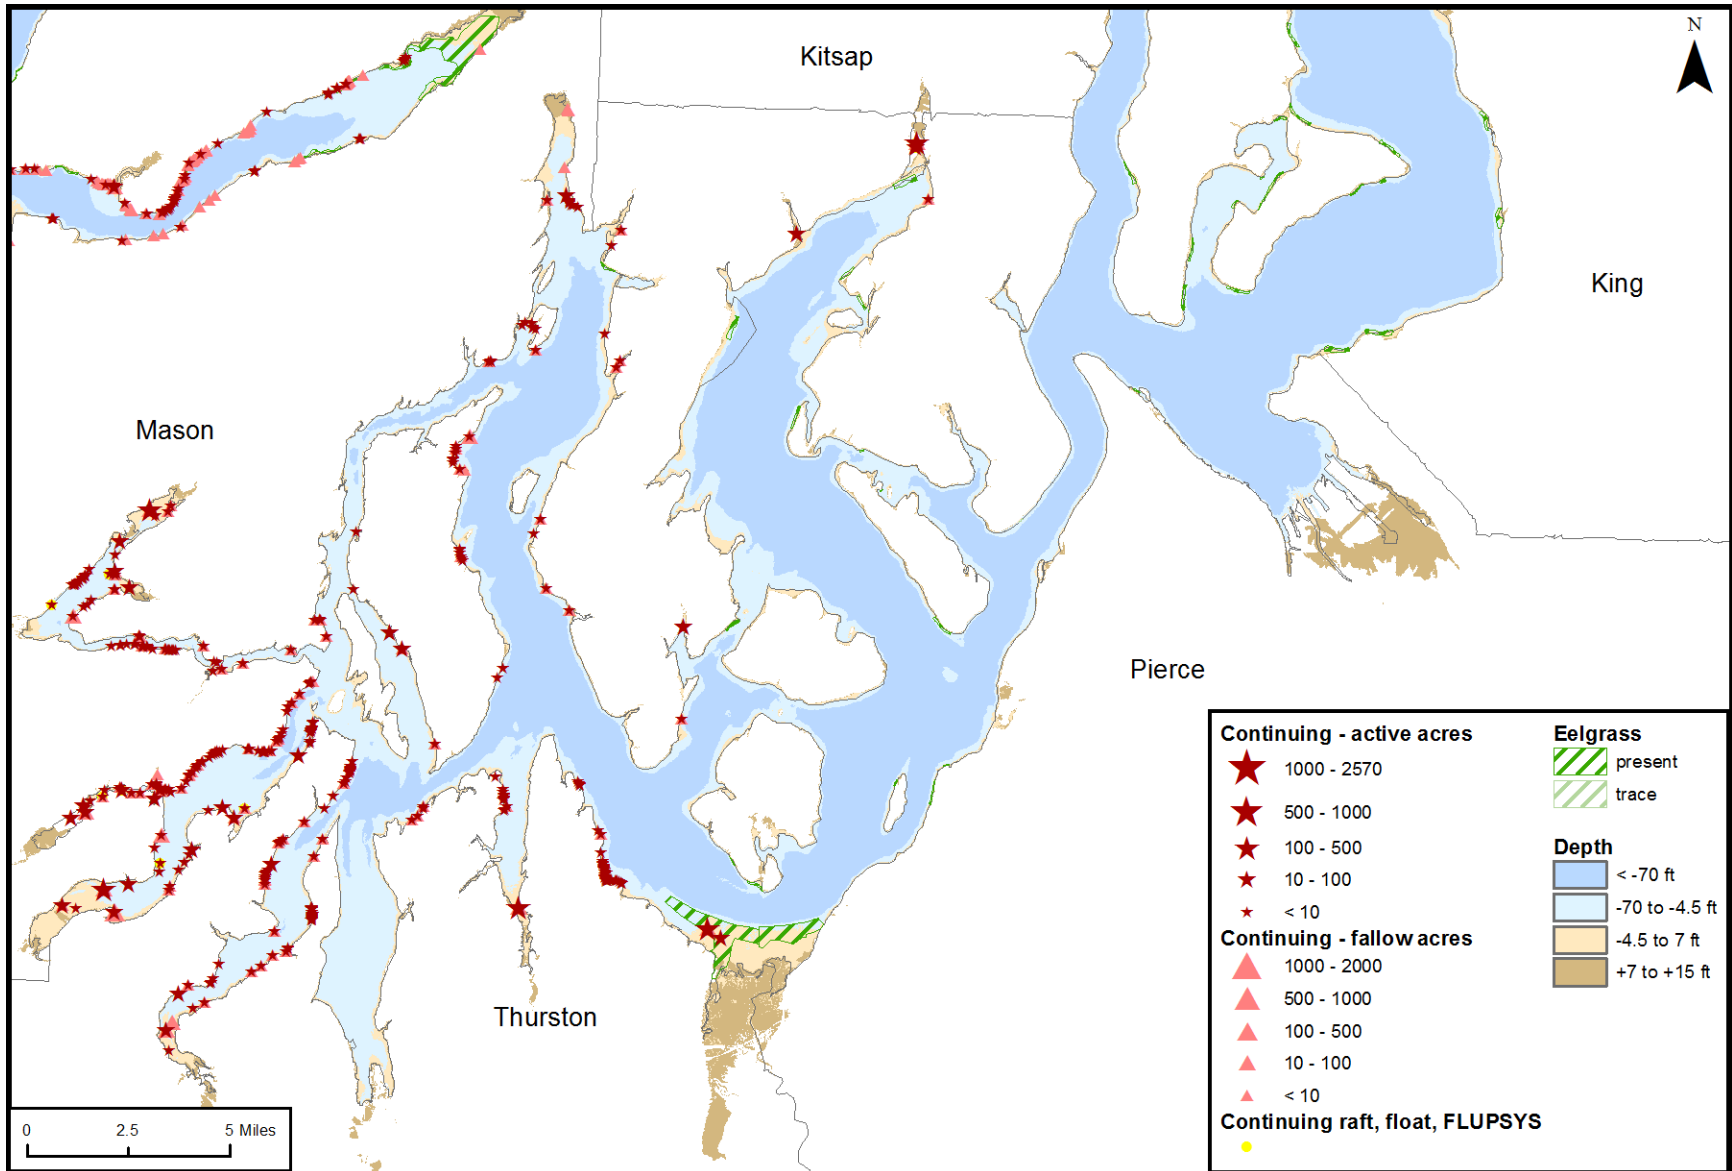 N
Kitsap
King
Mason
Pierce
Thurston
Continuing - active acres
1000 - 2570
500 - 1000
100 - 500
10 - 100
< 10
Continuing - fallow acres
1000 - 2000
500 - 1000
100 - 500
10 - 100
< 10
Continuing raft, float, FLUPSYS
Eelgrass
present
trace
Depth
< -70 ft
-70 to -4.5 ft
-4.5 to 7 ft
+7 to +15 ft
0 2.5 5 Miles